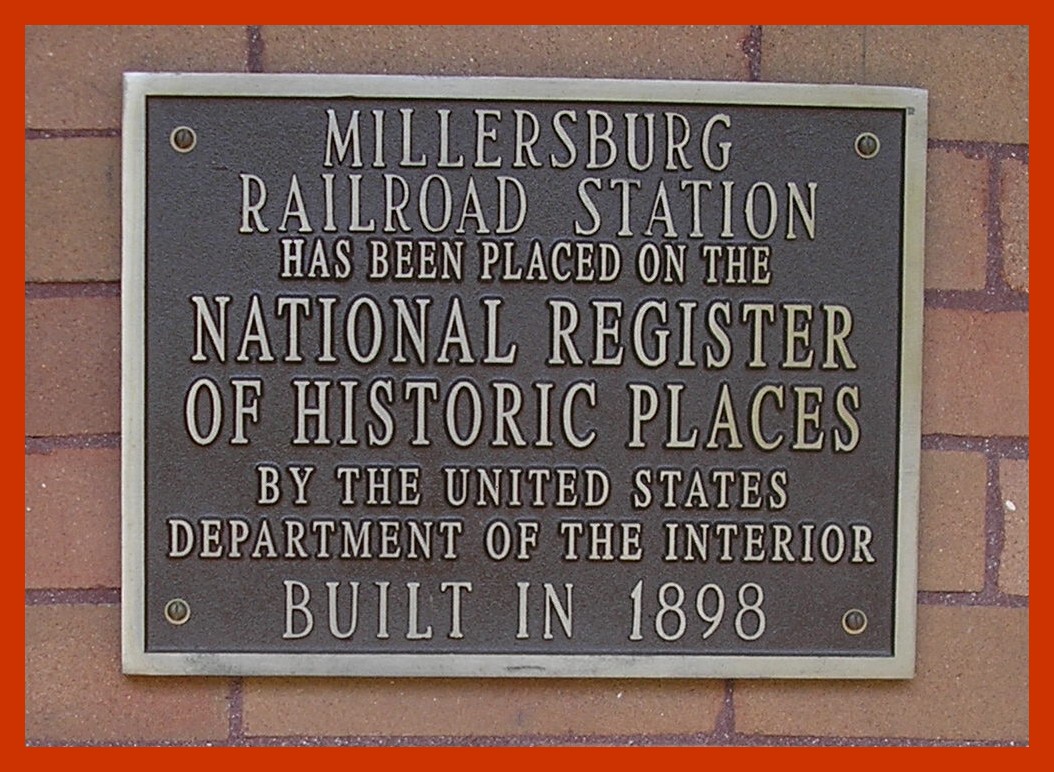 MILLERSBURG
RAILROAD STATION
HAS BEEN PLACED ON THE
NATIONAL REGISTER
OF HISTORIC PLACES
BY THE UNITED STATES
DEPARTMENT OF THE INTERIOR
BUILT IN 1898